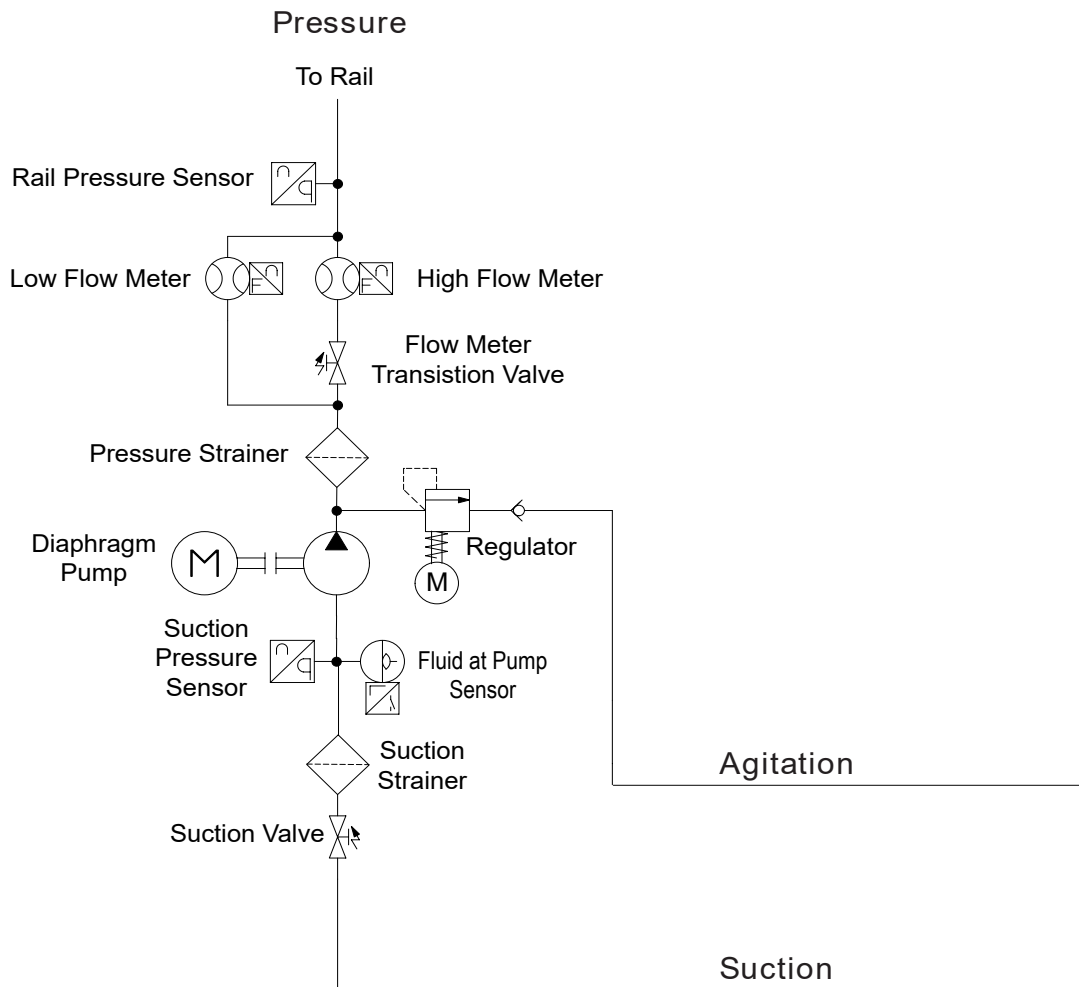 Pressure
To Rail
Rail Pressure Sensor
Low Flow Meter
F
F
High Flow Meter
Flow Meter
Transistion Valve
Pressure Strainer
Diaphragm
Pump
M
Regulator
M
Suction
Pressure
Sensor
Fluid at Pump
Sensor
Suction
Strainer
Agitation
Suction Valve
Suction